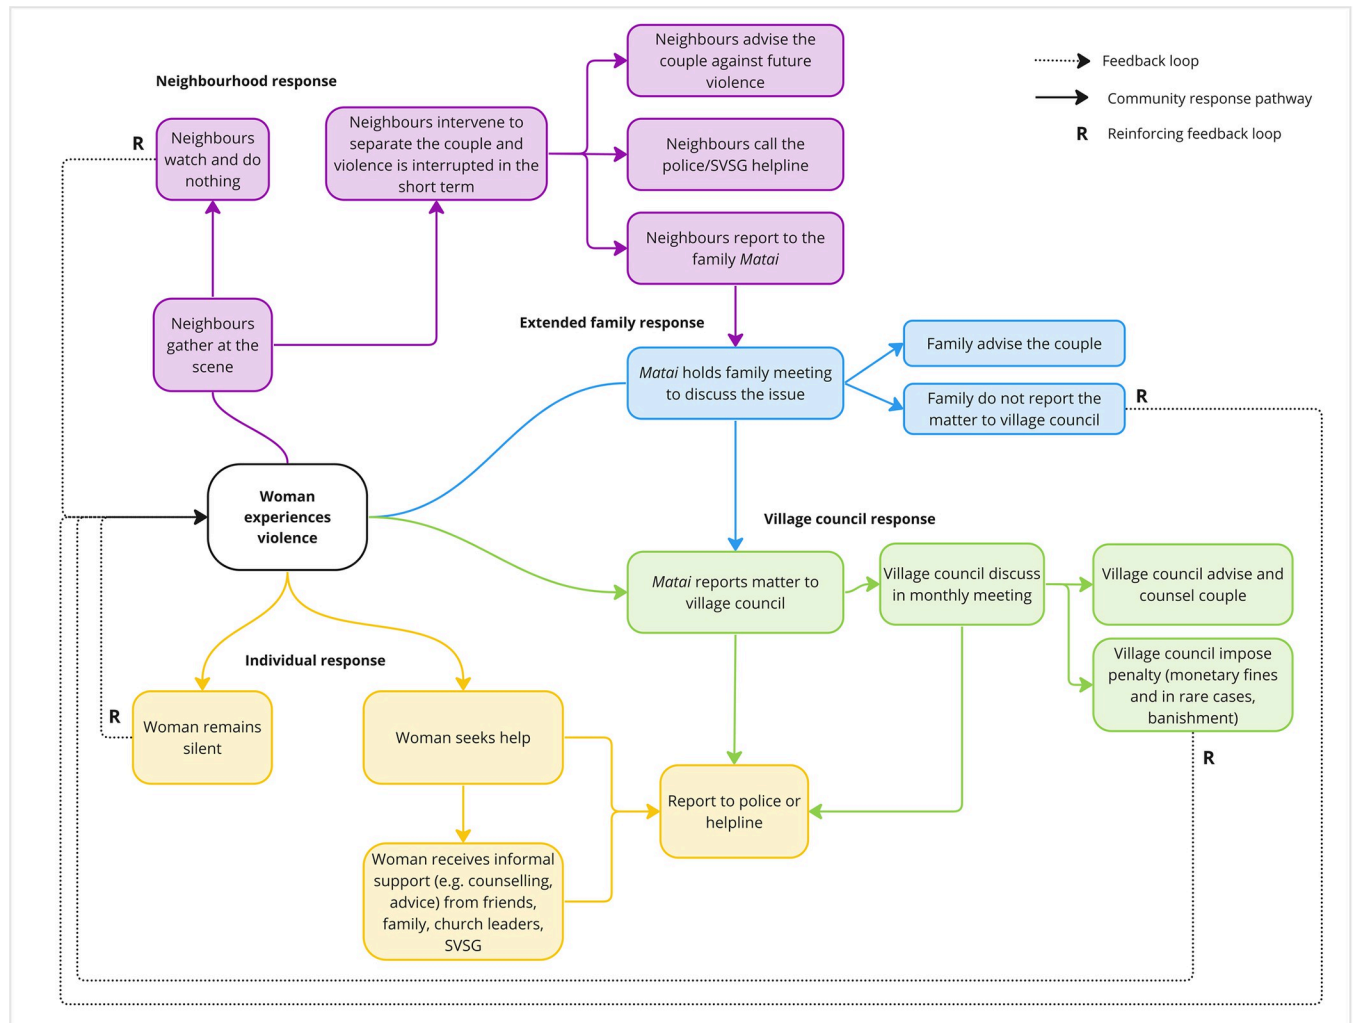 Neighbourhood response
Neighbours
watch and do
nothing
R
Neighbours intervene to
separate the couple and
violence is interrupted in the
short term
Neighbours advise the
couple against future
violence
Neighbours call the
police/SVSG helpline
Neighbours report to the
family Matai
Feedback loop
Community response pathway
R Reinforcing feedback loop
Neighbours
gather at the
scene
Extended family response
Matai holds family meeting
to discuss the issue
Family advise the couple
Family do not report the
matter to village council
R
Woman
experiences
violence
Village council response
Matai reports matter to
village council
Village council discuss
in monthly meeting
Village council advise and
counsel couple
Village council impose
penalty (monetary fines
and in rare cases,
banishment)
R
Individual response
R
Woman remains
silent
Woman seeks help
Report to police or
helpline
Woman receives informal
support (e.g. counselling,
advice) from friends,
family, church leaders,
SVSG